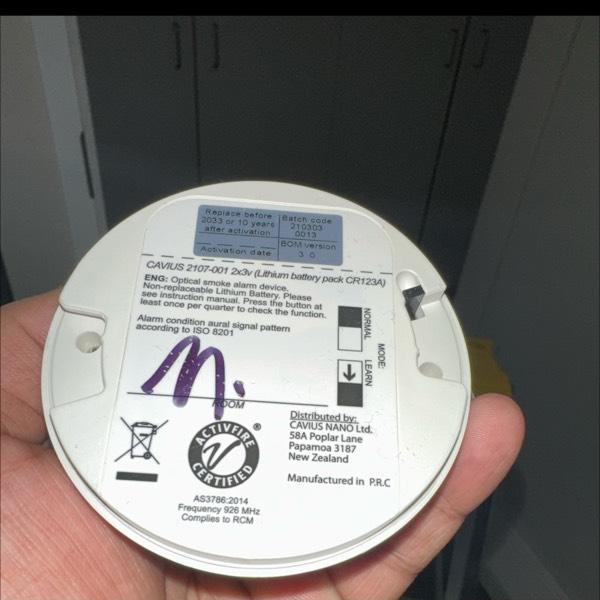 Replace before
2033 or 10 years
after activation
Activation date
Batch code
210303
0013
BOM version
3 0
CAVIUS 2107-001 2x3v (Lithium battery pack CR123A)
ENG: Optical smoke alarm device.
Non-replaceable Lithium Battery. Please
see instruction manual. Press the button at
least once per quarter to check the function.
Alarm condition aural signal pattern
according to ISO 8201
MODE:
NORMAL
LEARN
M.
ROOM
ACTIVFIRE
®
CERTIFIED
AS3786:2014
Frequency 926 MHz
Complies to RCM
Distributed by:
CAVIUS NANO Ltd.
58A Poplar Lane
Papamoa 3187
New Zealand
Manufactured in P.R.C